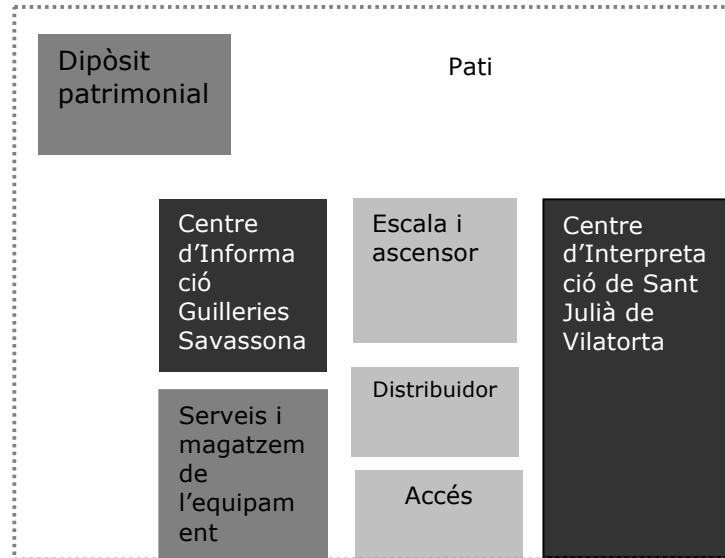 Dipòsit
patrimonial
Pati
Centre
d’Informa
ció
Guilleries
Savassona
Escala i
ascensor
Centre
d’Interpreta
ció de Sant
Julià de
Vilatorta
Distribuidor
Serveis i
magatzem
de
l’equipam
ent
Accés